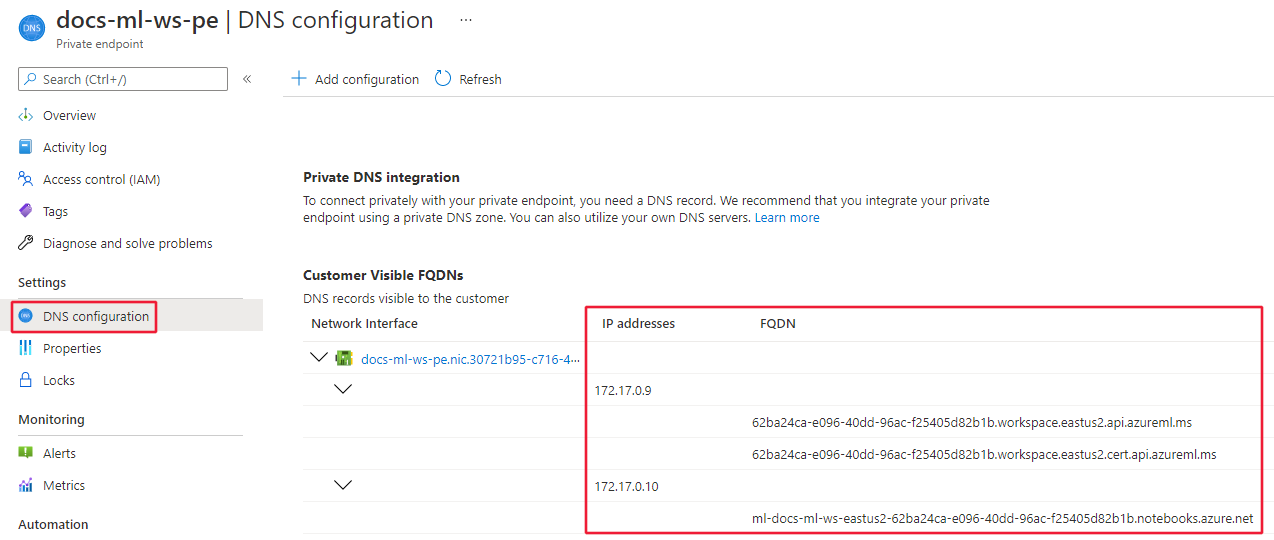 docs-ml-ws-pe | DNS configuration ...
DNS
Private endpoint
Search (Ctrl+/)
«
Add configuration
Refresh
Overview
Activity log
Access control (IAM)
Tags
Diagnose and solve problems
Settings
DNS configuration
Properties
Locks
Monitoring
Alerts
Metrics
Automation
Private DNS integration
To connect privately with your private endpoint, you need a DNS record. We recommend that you integrate your private
endpoint using a private DNS zone. You can also utilize your own DNS servers. Learn more
Customer Visible FQDNs
DNS records visible to the customer
Network Interface IP addresses FQDN
docs-ml-ws-pe.nic.30721b95-c716-4...
172.17.0.9
62ba24ca-e096-40dd-96ac-f25405d82b1b.workspace.eastus2.api.azureml.ms
62ba24ca-e096-40dd-96ac-f25405d82b1b.workspace.eastus2.cert.api.azureml.ms
172.17.0.10
ml-docs-ml-ws-eastus2-62ba24ca-e096-40dd-96ac-f25405d82b1b.notebooks.azure.net